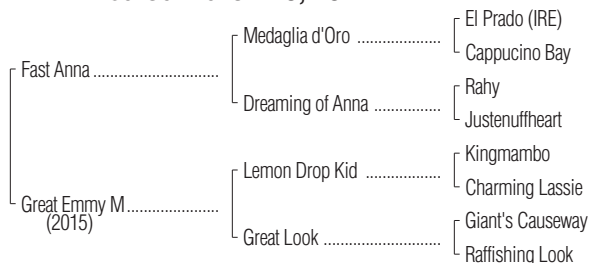 Fast Anna
Great Emmy M
(2015)
Medaglia d'Oro
Dreaming of Anna
Lemon Drop Kid
Great Look
El Prado (IRE)
Cappucino Bay
Rahy
Justenuffheart
Kingmambo
Charming Lassie
Giant's Causeway
Raffishing Look